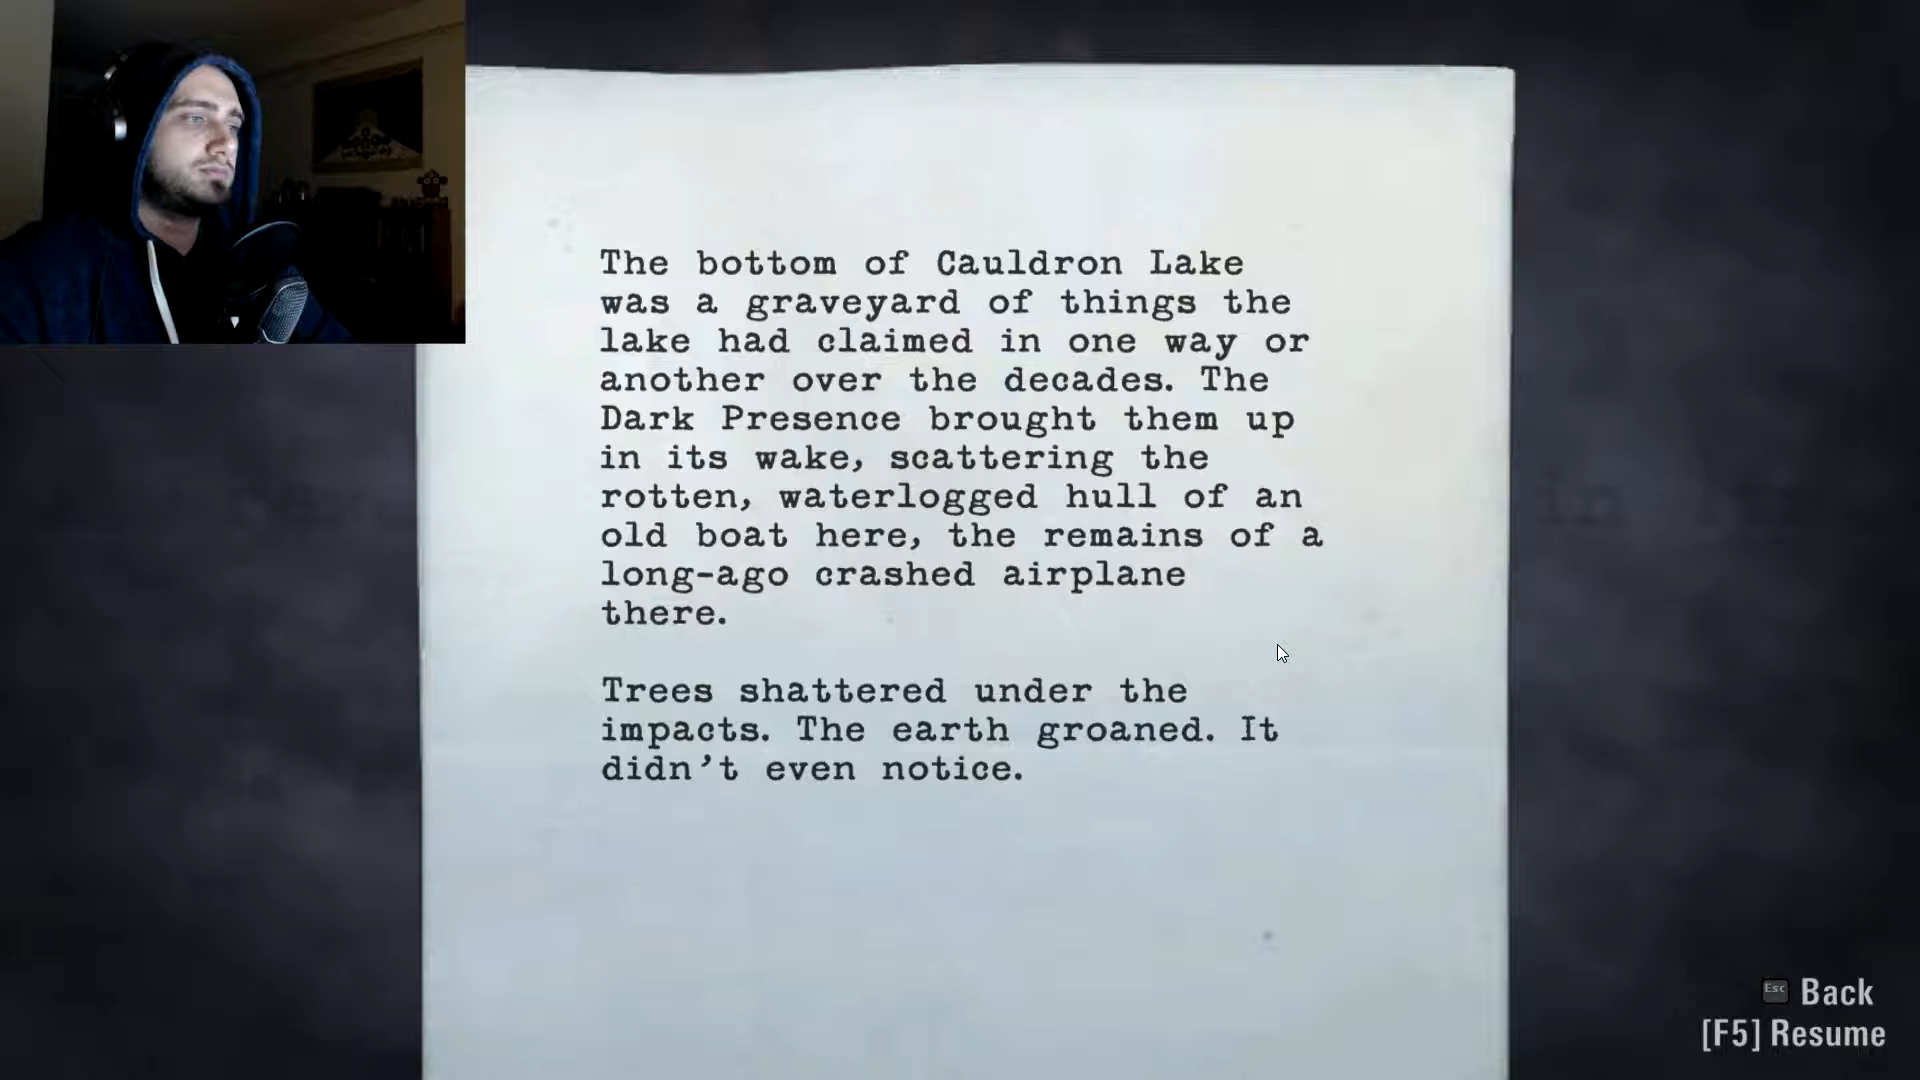 The bottom of Cauldron Lake
was a graveyard of things the
lake had claimed in one way or
another over the decades. The
Dark Presence brought them up
in its wake, scattering the
rotten, waterlogged hull of an
old boat here, the remains of a
long-ago crashed airplane
there.
Trees shattered under the
impacts. The earth groaned. It
didn't even notice.
Esc Back
[F5] Resume